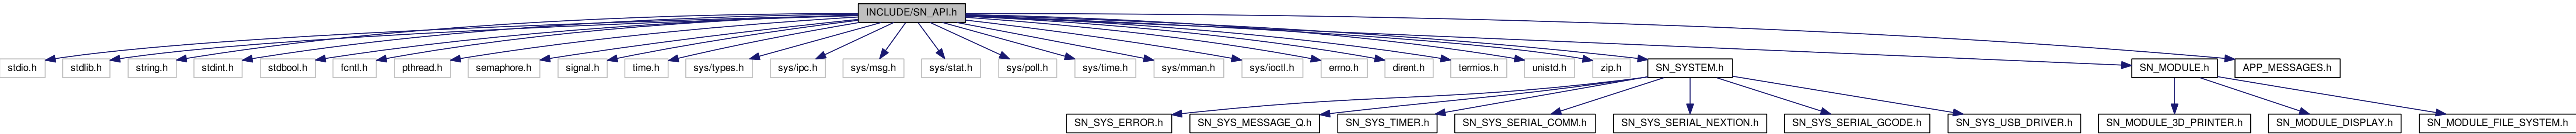 INCLUDE/SN_API.h
stdio.h
stdlib.h
string.h
stdint.h
stdbool.h
fcntl.h
pthread.h
semaphore.h
signal.h
time.h
sys/types.h
sys/ipc.h
sys/msg.h
sys/stat.h
sys/poll.h
sys/time.h
sys/mman.h
sys/ioctl.h
errno.h
dirent.h
termios.h
unistd.h
zip.h
SN_SYSTEM.h
SN_MODULE.h
APP_MESSAGES.h
SN_SYS_ERROR.h
SN_SYS_MESSAGE_Q.h
SN_SYS_TIMER.h
SN_SYS_SERIAL_COMM.h
SN_SYS_SERIAL_NEXTION.h
SN_SYS_SERIAL_GCODE.h
SN_SYS_USB_DRIVER.h
SN_MODULE_3D_PRINTER.h
SN_MODULE_DISPLAY.h
SN_MODULE_FILE_SYSTEM.h